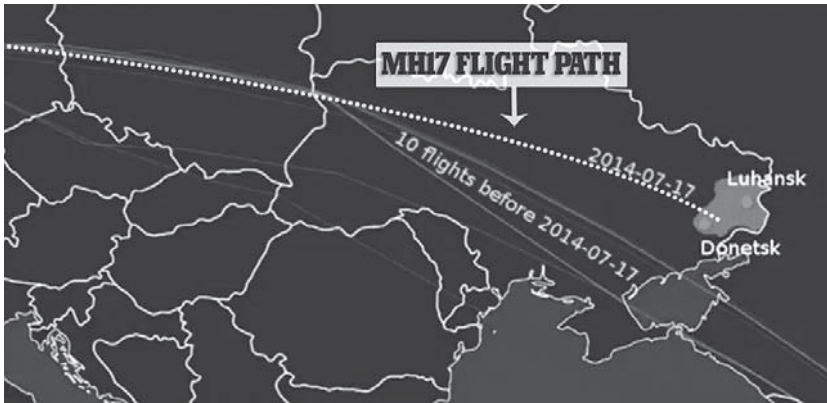 MH17 FLIGHT PATH
10 flights before 2014-07-17
2014-07-17
Luhansk
Donetsk